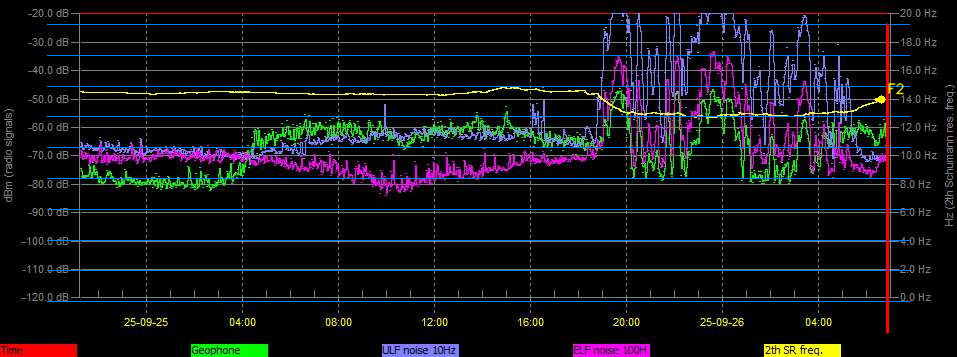 -20.0 dB 20.0 Hz
-30.0 dB 18.0 Hz
-40.0 dB 16.0 Hz
F2
-50.0 dB 14.0 Hz
-60.0 dB 12.0 Hz
-70.0 dB 10.0 Hz
-80.0 dB 8.0 Hz
-90.0 dB 6.0 Hz
-100.0 dB 4.0 Hz
-110.0 dB 2.0 Hz
-120.0 dB 0.0 Hz
dBm (radio signals)
Hz (2th Schumann res. freq.)
25-09-25 04:00 08:00 12:00 16:00 20:00 25-09-26 04:00
Time Geophone ULF noise 10Hz ELF noise 100H 2th SR freq.